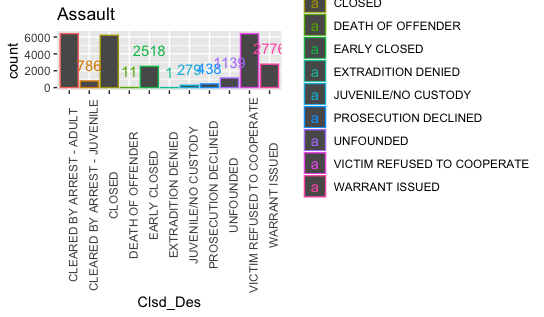 Assault
count
6000
4000
2000
0
786
11
2518
1
279
438
1139
2776
CLEARED BY ARREST - ADULT
CLEARED BY ARREST - JUVENILE
CLOSED
DEATH OF OFFENDER
EARLY CLOSED
EXTRADITION DENIED
JUVENILE/NO CUSTODY
PROSECUTION DECLINED
UNFOUNDED
VICTIM REFUSED TO COOPERATE
WARRANT ISSUED
Clsd_Des
a CLOSED
a DEATH OF OFFENDER
a EARLY CLOSED
a EXTRADITION DENIED
a JUVENILE/NO CUSTODY
a PROSECUTION DECLINED
a UNFOUNDED
a VICTIM REFUSED TO COOPERATE
a WARRANT ISSUED